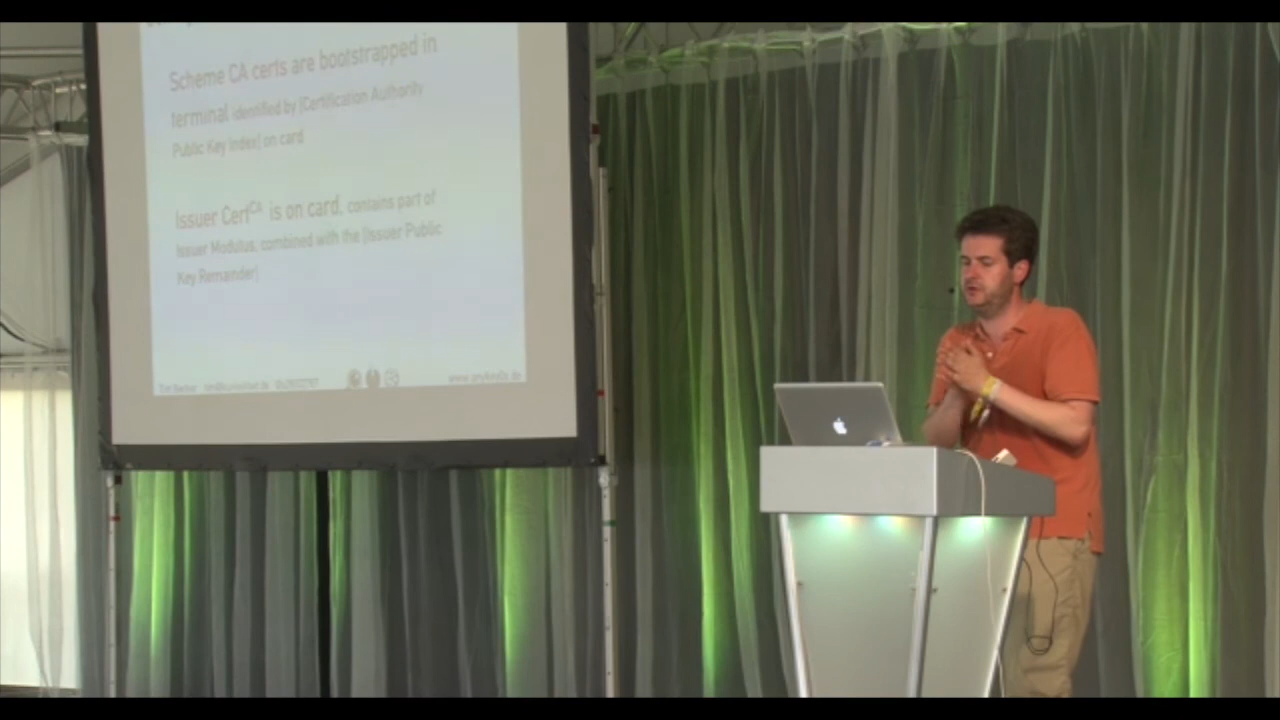 Scheme CA certs are bootstrapped in
terminal identified by [Certification Authority
Public Key Index] on card
Issuer Cert^CA is on card, contains part of
Issuer Modulus, combined with the [Issuer Public
Key Remainder]